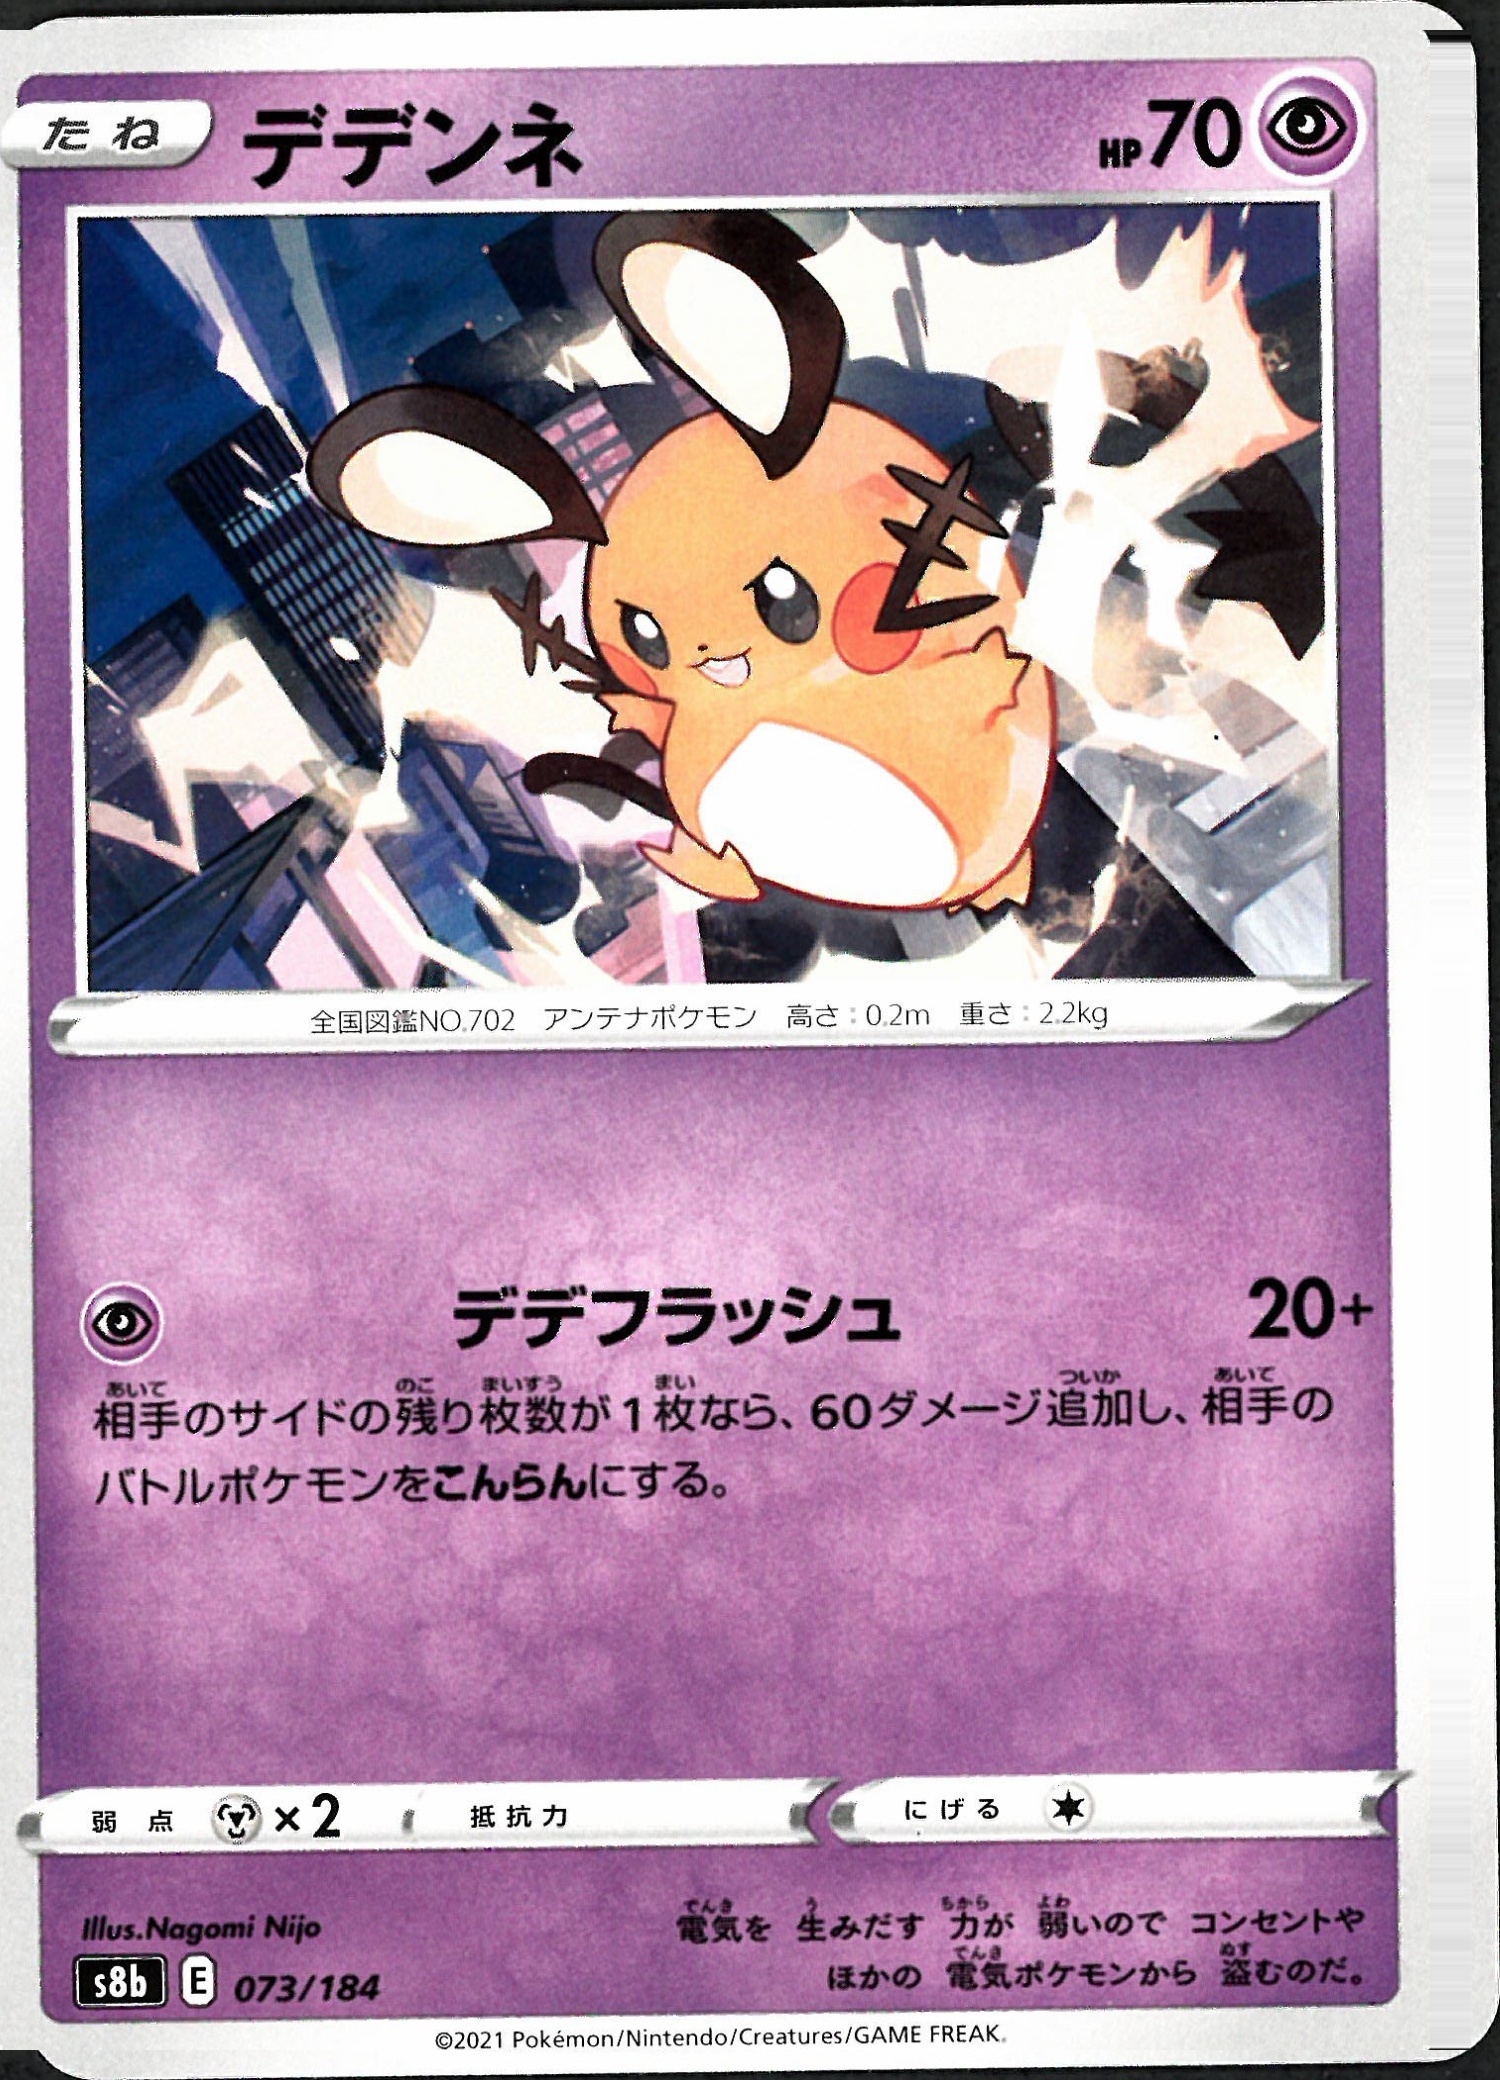 たね デデンネ HP70
全国図鑑NO.702 アンテナポケモン 高さ:0.2m 重さ:2.2kg
デデフラッシュ 20+
相手のサイドの残り枚数が1枚なら、60ダメージ追加し、相手の
バトルポケモンをこんらんにする。
弱点 ×2 抵抗力 にげる
Illus.Nagomi Nijo
電気を 生みだす 力が 弱いので コンセントや
ほかの 電気ポケモンから 盗むのだ。
s8b E 073/184
©2021 Pokémon/Nintendo/Creatures/GAME FREAK.